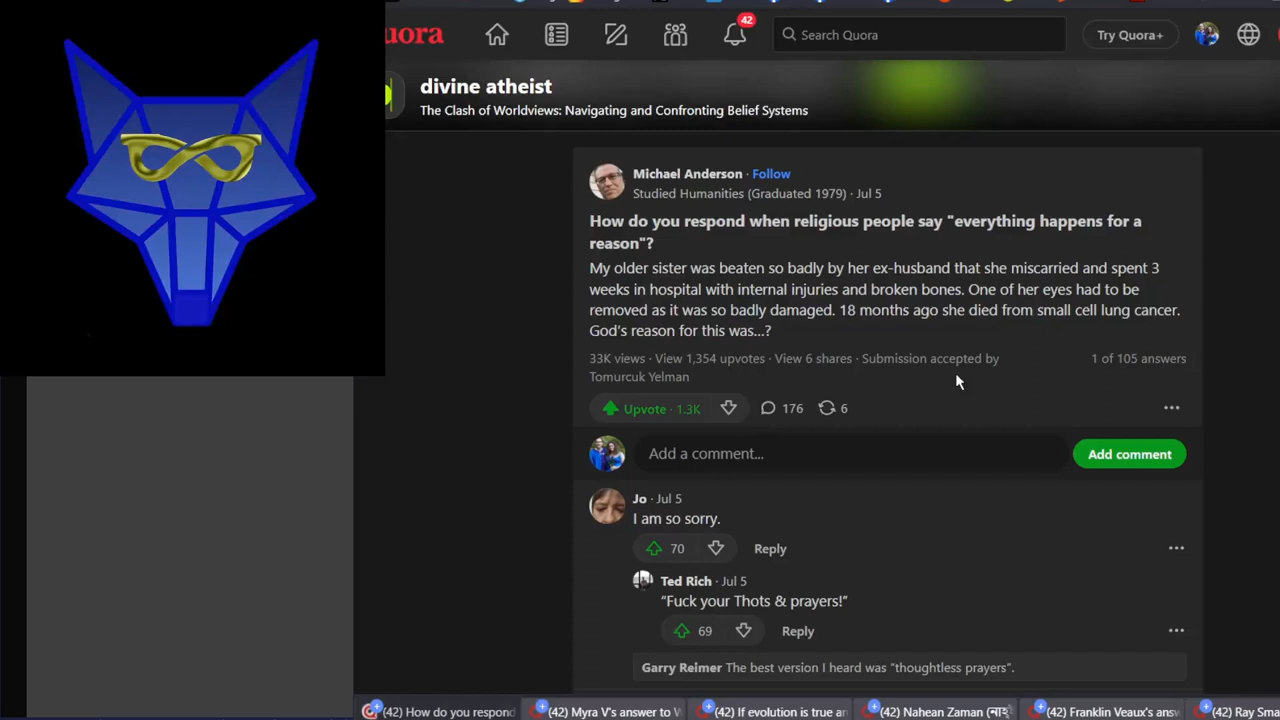 uora
42
Search Quora
Try Quora+
divine atheist
The Clash of Worldviews: Navigating and Confronting Belief Systems
Michael Anderson · Follow
Studied Humanities (Graduated 1979) · Jul 5
How do you respond when religious people say "everything happens for a
reason"?
My older sister was beaten so badly by her ex-husband that she miscarried and spent 3
weeks in hospital with internal injuries and broken bones. One of her eyes had to be
removed as it was so badly damaged. 18 months ago she died from small cell lung cancer.
God's reason for this was...?
33K views · View 1,354 upvotes · View 6 shares · Submission accepted by
Tomurcuk Yelman
1 of 105 answers
Upvote · 1.3K
176
6
Add a comment...
Add comment
Jo · Jul 5
I am so sorry.
70
Reply
Ted Rich · Jul 5
“Fuck your Thots & prayers!”
69
Reply
Garry Reimer The best version I heard was “thoughtless prayers”.
(42) How do you respond
(42) Myra V's answer to W
(42) If evolution is true an
(42) Nahean Zaman
(42) Franklin Veaux's answ
(42) Ray Sma